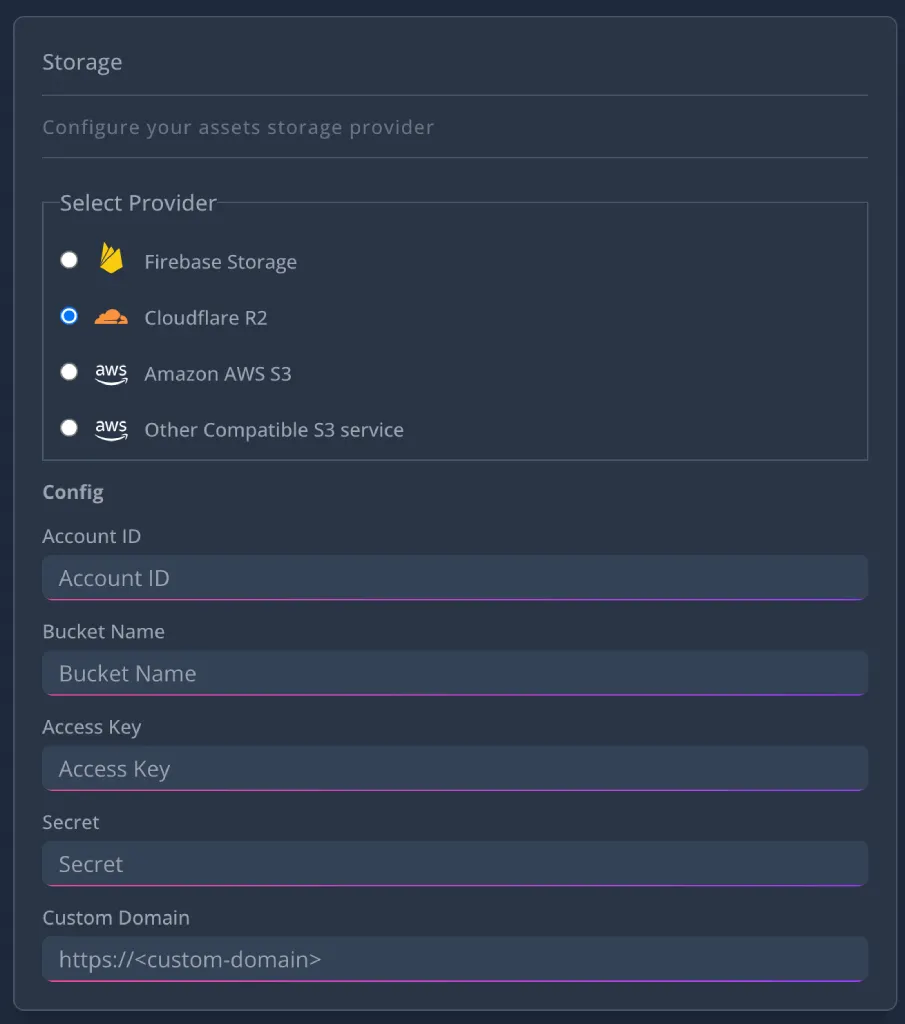 Storage
Configure your assets storage provider
Select Provider
Firebase Storage
Cloudflare R2
aws Amazon AWS S3
aws Other Compatible S3 service
Config
Account ID
Account ID
Bucket Name
Bucket Name
Access Key
Access Key
Secret
Secret
Custom Domain
https://<custom-domain>